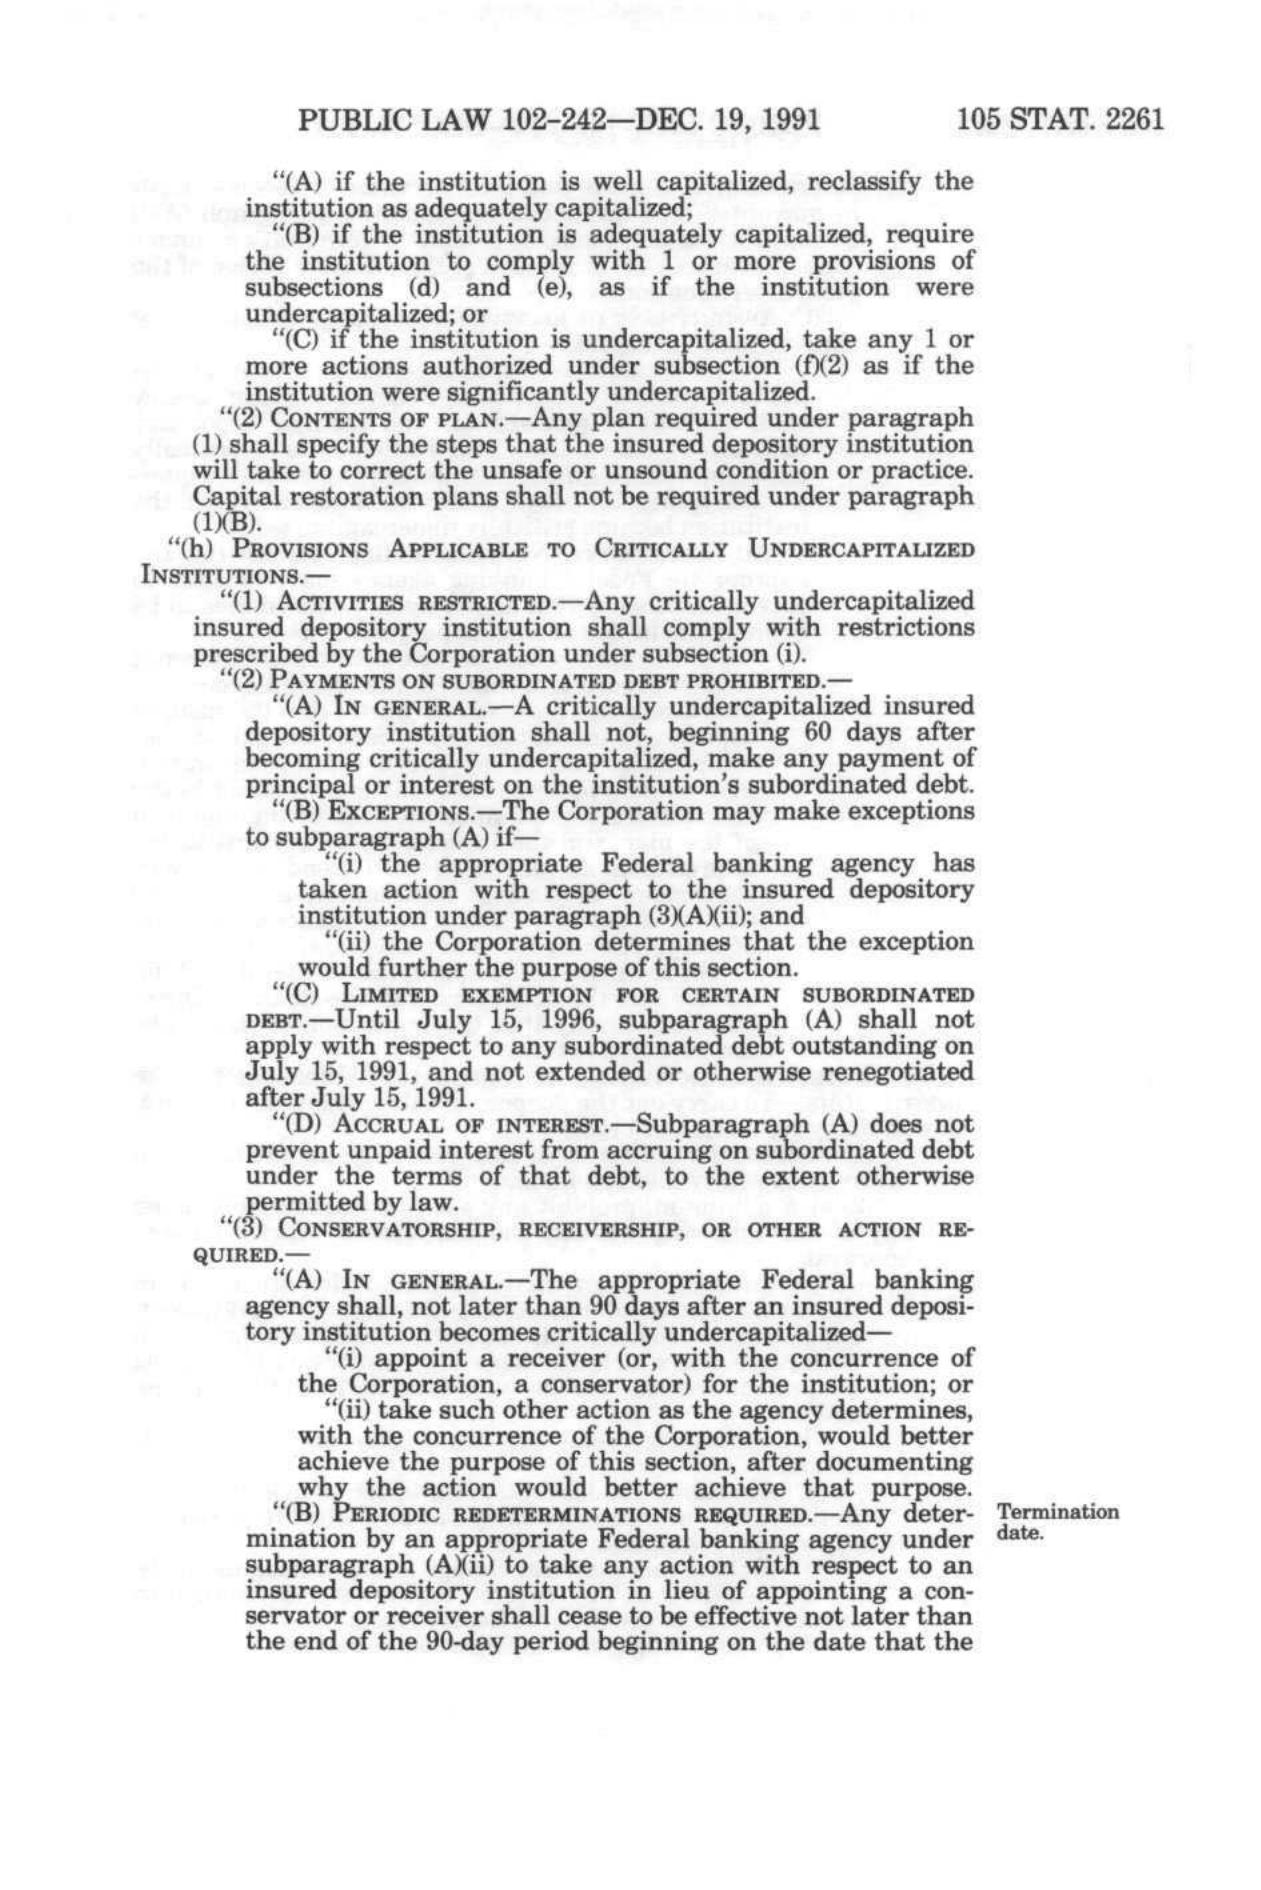 PUBLIC LAW 102–242—DEC. 19, 1991 105 STAT. 2261
“(A) if the institution is well capitalized, reclassify the
institution as adequately capitalized;
“(B) if the institution is adequately capitalized, require
the institution to comply with 1 or more provisions of
subsections (d) and (e), as if the institution were
undercapitalized; or
“(C) if the institution is undercapitalized, take any 1 or
more actions authorized under subsection (f)(2) as if the
institution were significantly undercapitalized.
“(2) CONTENTS OF PLAN.—Any plan required under paragraph
(1) shall specify the steps that the insured depository institution
will take to correct the unsafe or unsound condition or practice.
Capital restoration plans shall not be required under paragraph
(1)(B).
“(h) PROVISIONS APPLICABLE TO CRITICALLY UNDERCAPITALIZED
INSTITUTIONS.—
“(1) ACTIVITIES RESTRICTED.—Any critically undercapitalized
insured depository institution shall comply with restrictions
prescribed by the Corporation under subsection (i).
“(2) PAYMENTS ON SUBORDINATED DEBT PROHIBITED.—
“(A) IN GENERAL.—A critically undercapitalized insured
depository institution shall not, beginning 60 days after
becoming critically undercapitalized, make any payment of
principal or interest on the institution's subordinated debt.
“(B) EXCEPTIONS.—The Corporation may make exceptions
to subparagraph (A) if—
“(i) the appropriate Federal banking agency has
taken action with respect to the insured depository
institution under paragraph (3)(A)(ii); and
“(ii) the Corporation determines that the exception
would further the purpose of this section.
“(C) LIMITED EXEMPTION FOR CERTAIN SUBORDINATED
DEBT.—Until July 15, 1996, subparagraph (A) shall not
apply with respect to any subordinated debt outstanding on
July 15, 1991, and not extended or otherwise renegotiated
after July 15, 1991.
“(D) ACCRUAL OF INTEREST.—Subparagraph (A) does not
prevent unpaid interest from accruing on subordinated debt
under the terms of that debt, to the extent otherwise
permitted by law.
“(3) CONSERVATORSHIP, RECEIVERSHIP, OR OTHER ACTION RE-
QUIRED.—
“(A) IN GENERAL.—The appropriate Federal banking
agency shall, not later than 90 days after an insured deposi-
tory institution becomes critically undercapitalized—
“(i) appoint a receiver (or, with the concurrence of
the Corporation, a conservator) for the institution; or
“(ii) take such other action as the agency determines,
with the concurrence of the Corporation, would better
achieve the purpose of this section, after documenting
why the action would better achieve that purpose.
“(B) PERIODIC REDETERMINATIONS REQUIRED.—Any deter-
mination by an appropriate Federal banking agency under
subparagraph (A)(ii) to take any action with respect to an
insured depository institution in lieu of appointing a con-
servator or receiver shall cease to be effective not later than
the end of the 90-day period beginning on the date that the
Termination
date.